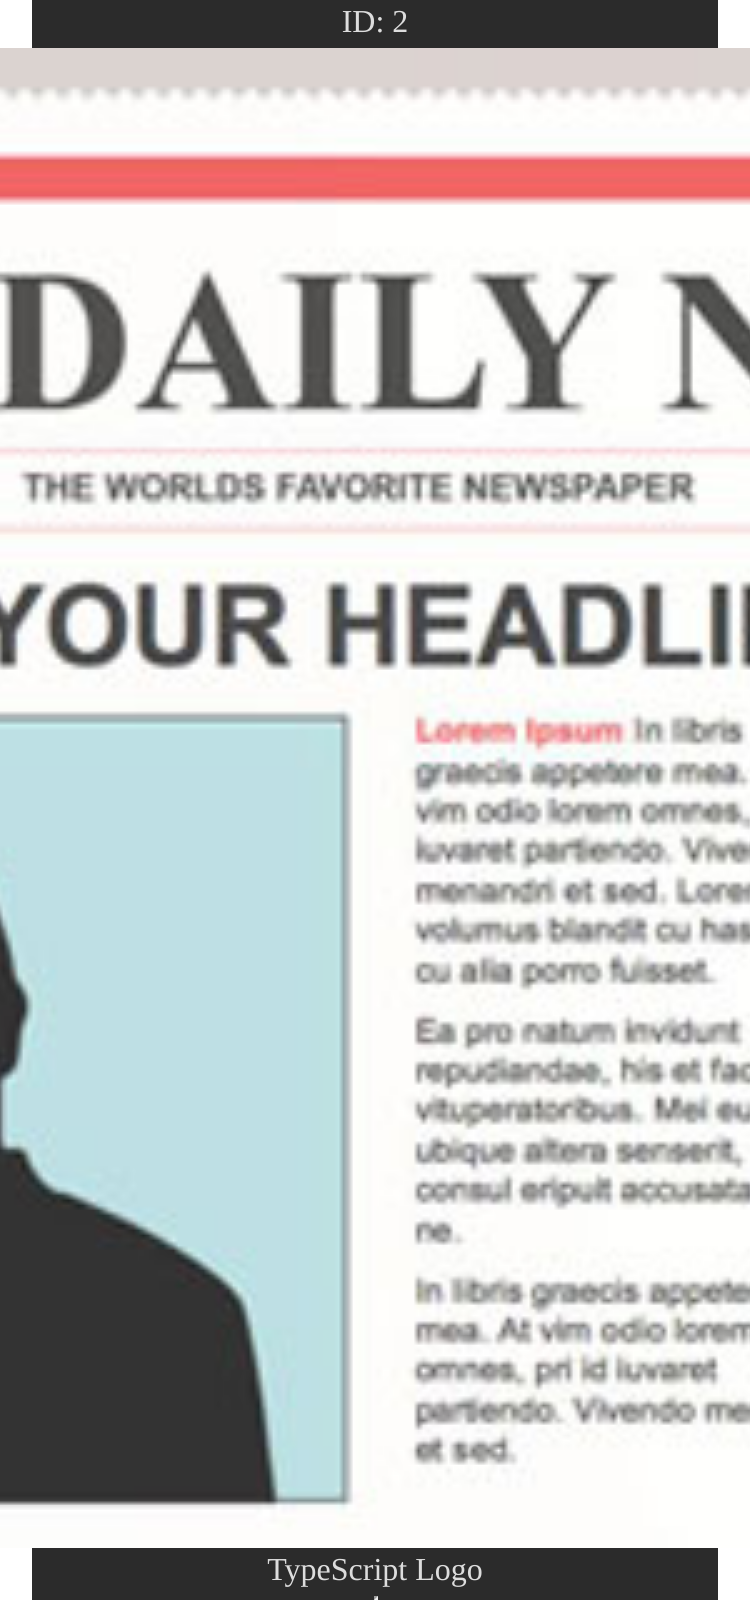 ID: 2
DAILY N
THE WORLDS FAVORITE NEWSPAPER
YOUR HEADLI
Lorem Ipsum In libris
graecis appetere mea.
vim odio lorem omnes,
iuvaret partiendo. Vive
menandri et sed. Lore
volumus blandit cu has
cu alia porro fuisset.
Ea pro natum invidunt
repudiandae, his et fac
vituperatoribus. Mei eu
ubique altera senserit,
consul eripuit accusata
ne.
In libris graecis appete
mea. At vim odio lorem
omnes, pri id iuvaret
partiendo. Vivendo me
et sed.
TypeScript Logo